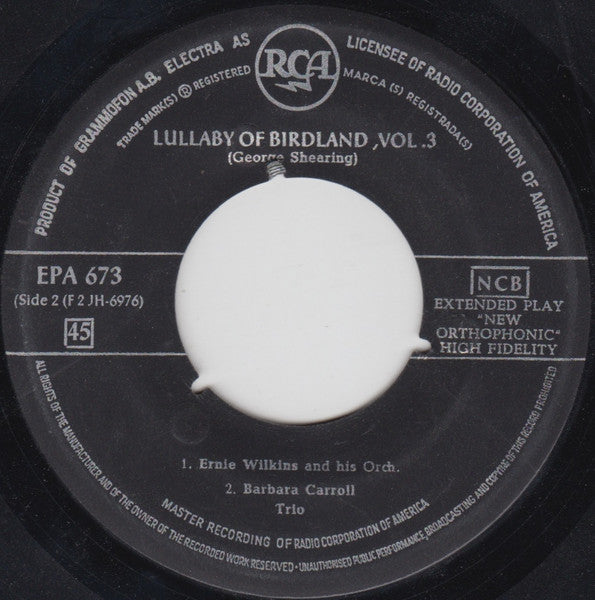 PRODUCT OF GRAMMOFON A.B. ELECTRA AS LICENSEE OF RADIO CORPORATION OF AMERICA
TRADE MARK(S) ® REGISTERED MARCA(S) REGISTRADA(S)
RCA
LULLABY OF BIRDLAND ,VOL .3
(George Shearing)
EPA 673
(Side 2 (F 2 JH-6976)
45
NCB
EXTENDED PLAY
"NEW
ORTHOPHONIC"
HIGH FIDELITY
1. Ernie Wilkins and his Orch.
2. Barbara Carroll
Trio
MASTER RECORDING OF RADIO CORPORATION OF AMERICA
ALL RIGHTS OF THE MANUFACTURER AND OF THE OWNER OF THE RECORDED WORK RESERVED · UNAUTHORISED PUBLIC PERFORMANCE, BROADCASTING AND COPYING OF THIS RECORD PROHIBITED